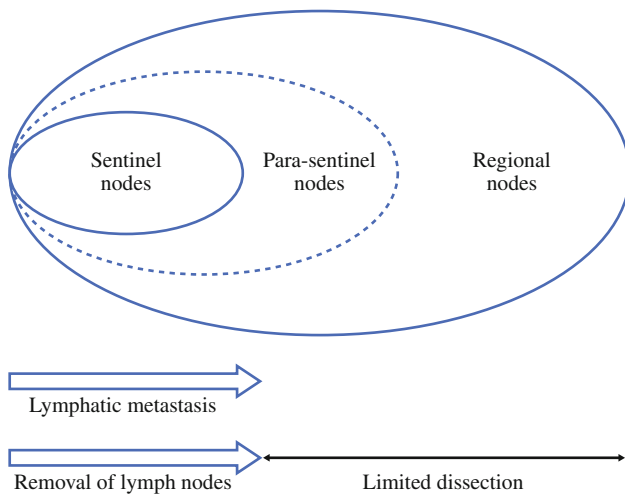 Sentinel nodes
Para-sentinel nodes
Regional nodes
Lymphatic metastasis
Removal of lymph nodes
Limited dissection